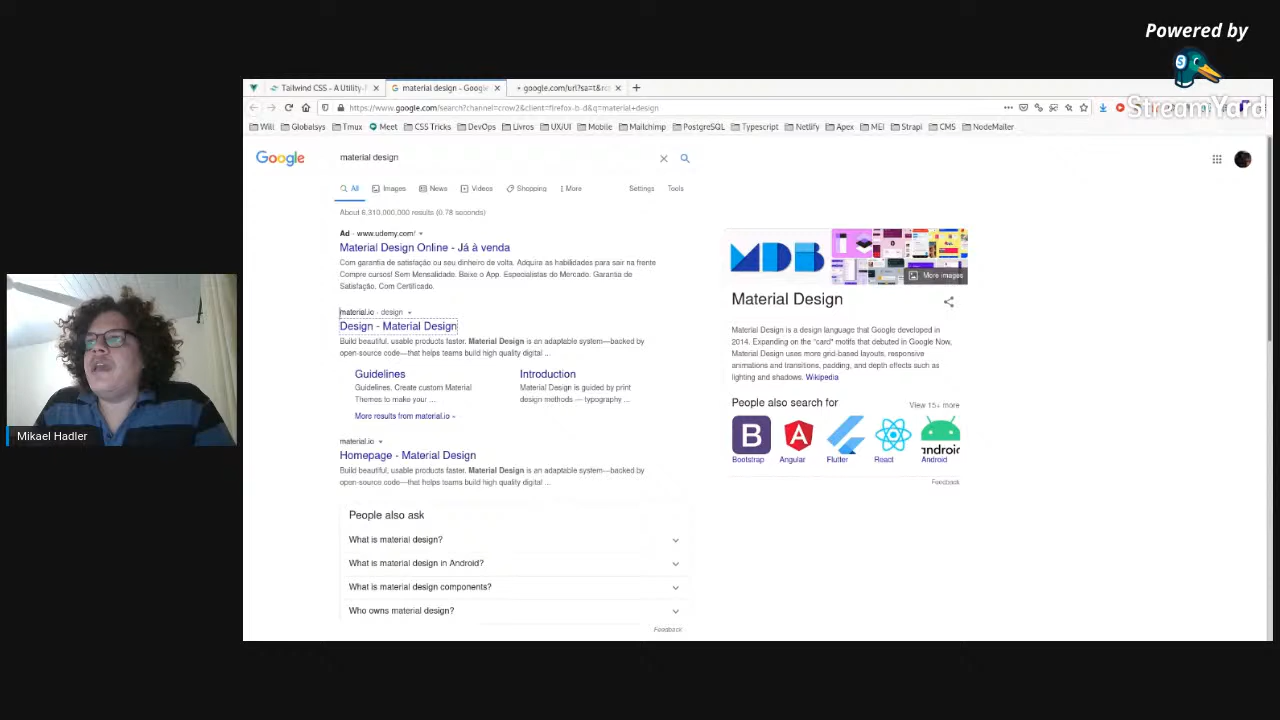 Powered by
StreamYard
Tailwind CSS - A Utility-
material design - Google
google.com/url?sa=t&rc
https://www.google.com/search?channel=crow2&client=firefox-b-d&q=material+design
Will Globalsys Tmux Meet CSS Tricks DevOps Livros UX/UI Mobile Mailchimp PostgreSQL Typescript Netlify Apex MEI Strapi CMS NodeMailer
Google
material design
All Images News Videos Shopping More Settings Tools
About 6,310,000,000 results (0.78 seconds)
Ad · www.udemy.com/
Material Design Online - Já à venda
Com garantia de satisfação ou seu dinheiro de volta. Adquira as habilidades para sair na frente
Compre cursos! Sem Mensalidade. Baixe o App. Especialistas do Mercado. Garantia de
Satisfação. Com Certificado.
material.io › design
Design - Material Design
Build beautiful, usable products faster. Material Design is an adaptable system—backed by
open-source code—that helps teams build high quality digital ...
Guidelines
Guidelines. Create custom Material
Themes to make your ...
Introduction
Material Design is guided by print
design methods — typography ...
More results from material.io »
material.io
Homepage - Material Design
Build beautiful, usable products faster. Material Design is an adaptable system—backed by
open-source code—that helps teams build high quality digital ...
People also ask
What is material design?
What is material design in Android?
What is material design components?
Who owns material design?
Feedback
MDB
More images
Material Design
Material Design is a design language that Google developed in
2014. Expanding on the "card" motifs that debuted in Google Now,
Material Design uses more grid-based layouts, responsive
animations and transitions, padding, and depth effects such as
lighting and shadows. Wikipedia
People also search for
View 15+ more
B
A
android
Bootstrap Angular Flutter React Android
Feedback
Mikael Hadler